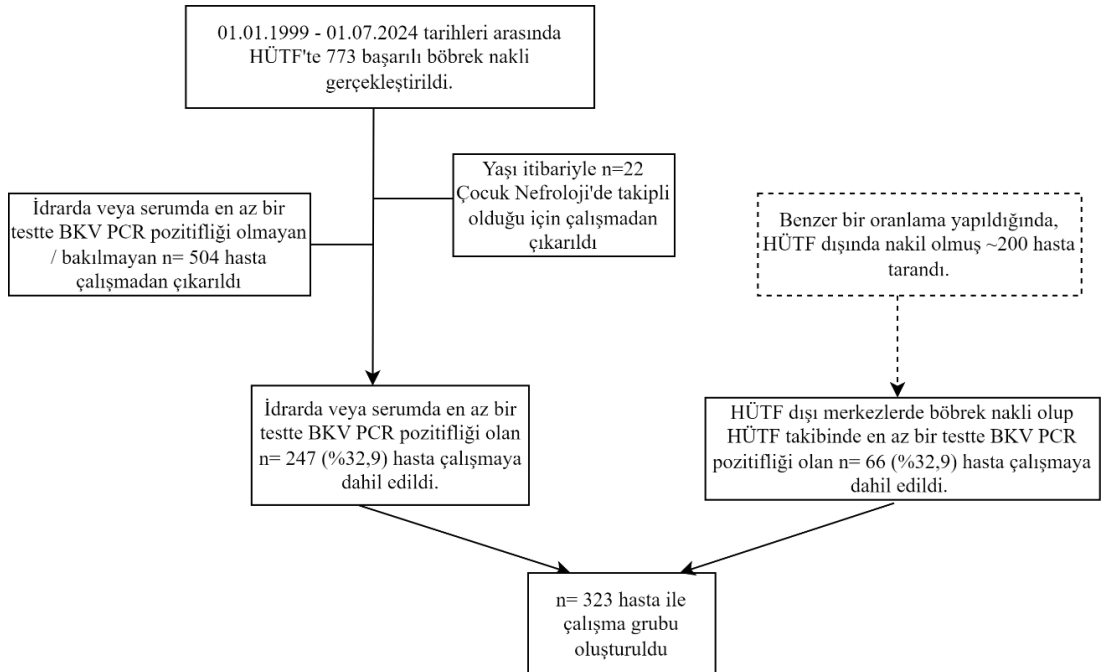 01.01.1999 - 01.07.2024 tarihleri arasında
HÜTF'te 773 başarılı böbrek nakli
gerçekleştirildi.
Yaşı itibariyle n=22
Çocuk Nefroloji'de takipli
olduğu için çalışmadan
çıkarıldı
İdrarda veya serumda en az bir
testte BKV PCR pozitifliği olmayan
/ bakılmayan n= 504 hasta
çalışmadan çıkarıldı
Benzer bir oranlama yapıldığında,
HÜTF dışında nakil olmuş ~200 hasta
tarandı.
İdrarda veya serumda en az bir
testte BKV PCR pozitifliği olan
n= 247 (%32,9) hasta çalışmaya
dahil edildi.
HÜTF dışı merkezlerde böbrek nakli olup
HÜTF takibinde en az bir testte BKV PCR
pozitifliği olan n= 66 (%32,9) hasta çalışmaya
dahil edildi.
n= 323 hasta ile
çalışma grubu
oluşturuldu